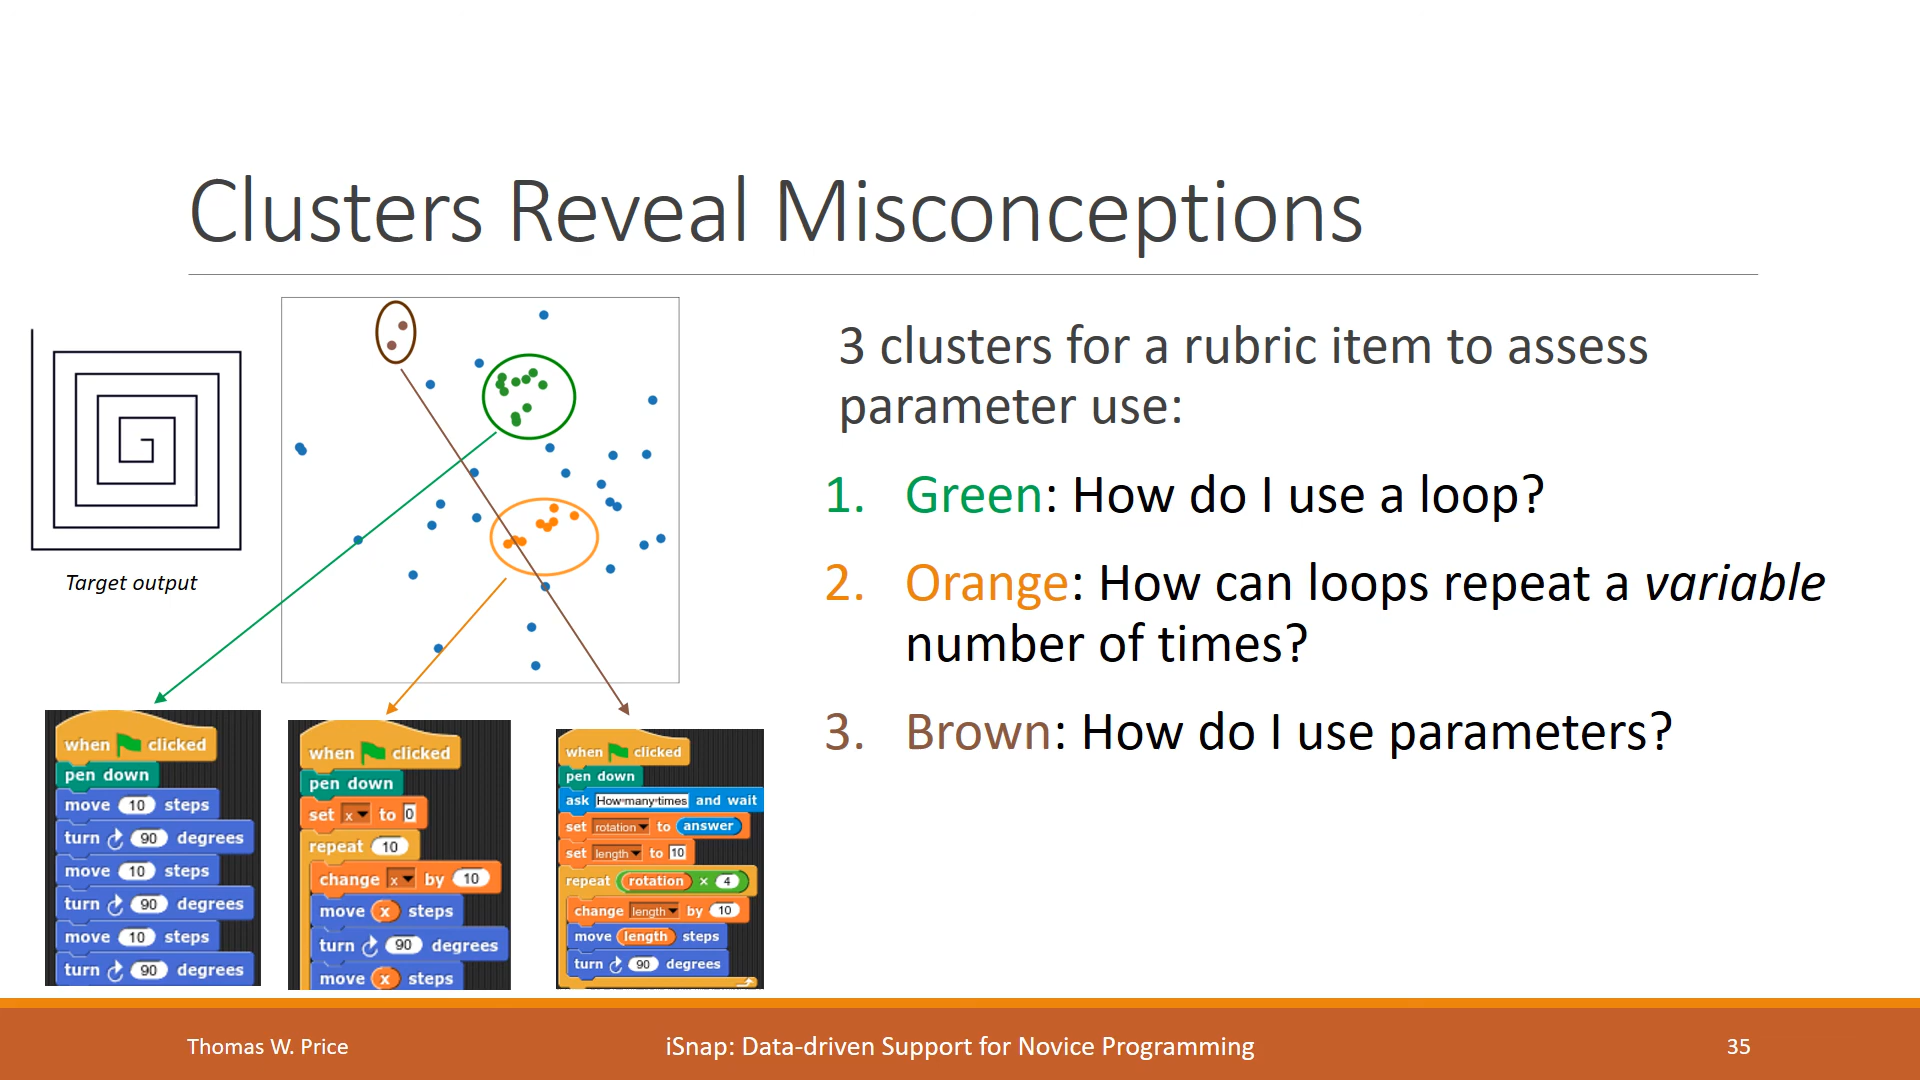 Clusters Reveal Misconceptions
Target output
3 clusters for a rubric item to assess
parameter use:
1. Green: How do I use a loop?
2. Orange: How can loops repeat a variable
number of times?
3. Brown: How do I use parameters?
when clicked
pen down
move 10 steps
turn 90 degrees
move 10 steps
turn 90 degrees
move 10 steps
turn 90 degrees
when clicked
pen down
set x to 0
repeat 10
change x by 10
move x steps
turn 90 degrees
move x steps
when clicked
pen down
ask How many times and wait
set rotation to answer
set length to 10
repeat rotation × 4
change length by 10
move length steps
turn 90 degrees
Thomas W. Price
iSnap: Data-driven Support for Novice Programming
35